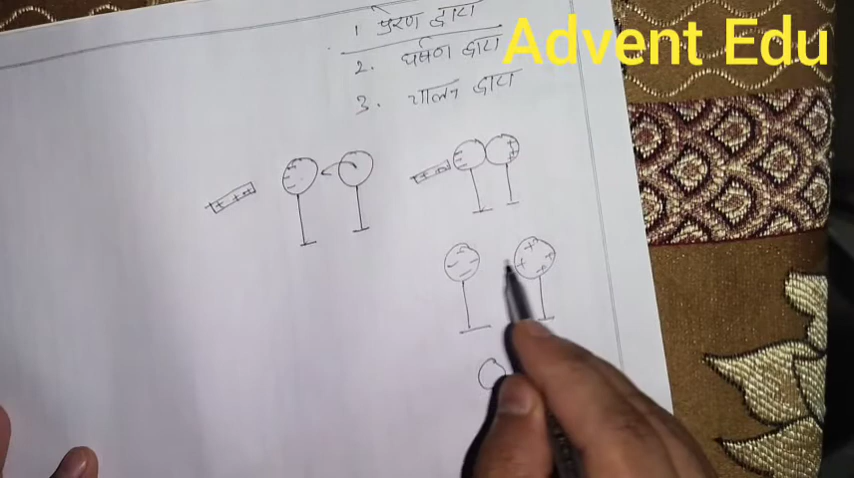 1 प्रेरण द्वारा
2. घर्षण द्वारा
3. चालन द्वारा
Advent Edu